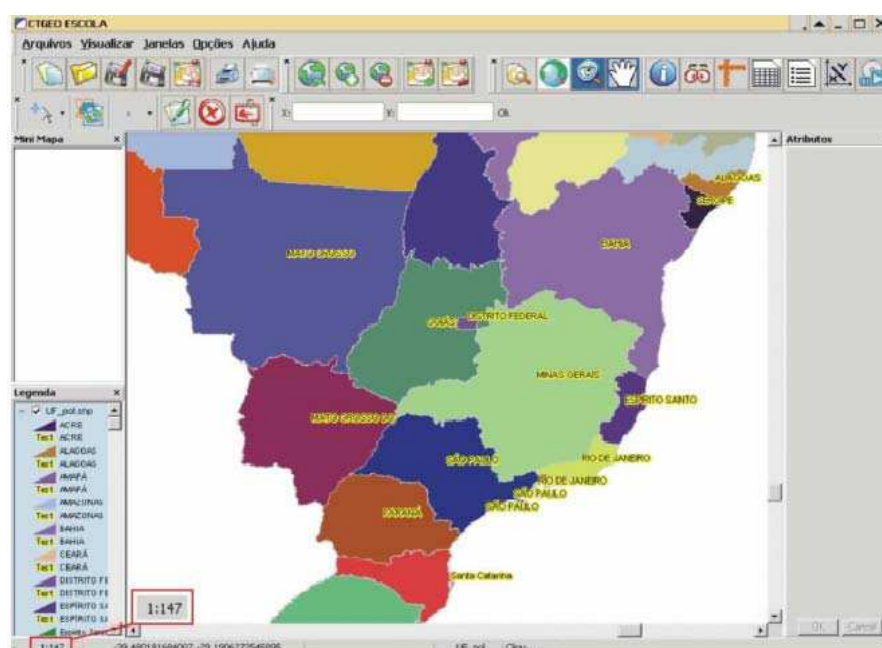 CTGEO ESCOLA
Arquivos Visualizar Janelas Opções Ajuda
X:
Y:
Ok
Mini Mapa
Atributos
ALAGOAS
SERGIPE
BAHIA
MATO GROSSO
DISTRITO FEDERAL
GOIÁS
MINAS GERAIS
ESPÍRITO SANTO
MATO GROSSO DO
SÃO PAULO
RIO DE JANEIRO
RIO DE JANEIRO
SÃO PAULO
SÃO PAULO
PARANÁ
Santa Catarina
Legenda
UF_pol.shp
ACRE
Text ACRE
ALAGOAS
Text ALAGOAS
AMAPÁ
Text AMAPÁ
AMAZONAS
Text AMAZONAS
BAHIA
Text BAHIA
CEARÁ
Text CEARÁ
DISTRITO FE
Text DISTRITO FE
ESPÍRITO SA
Text ESPÍRITO SA
1:147
OK Cancel
1:147
UF_pol